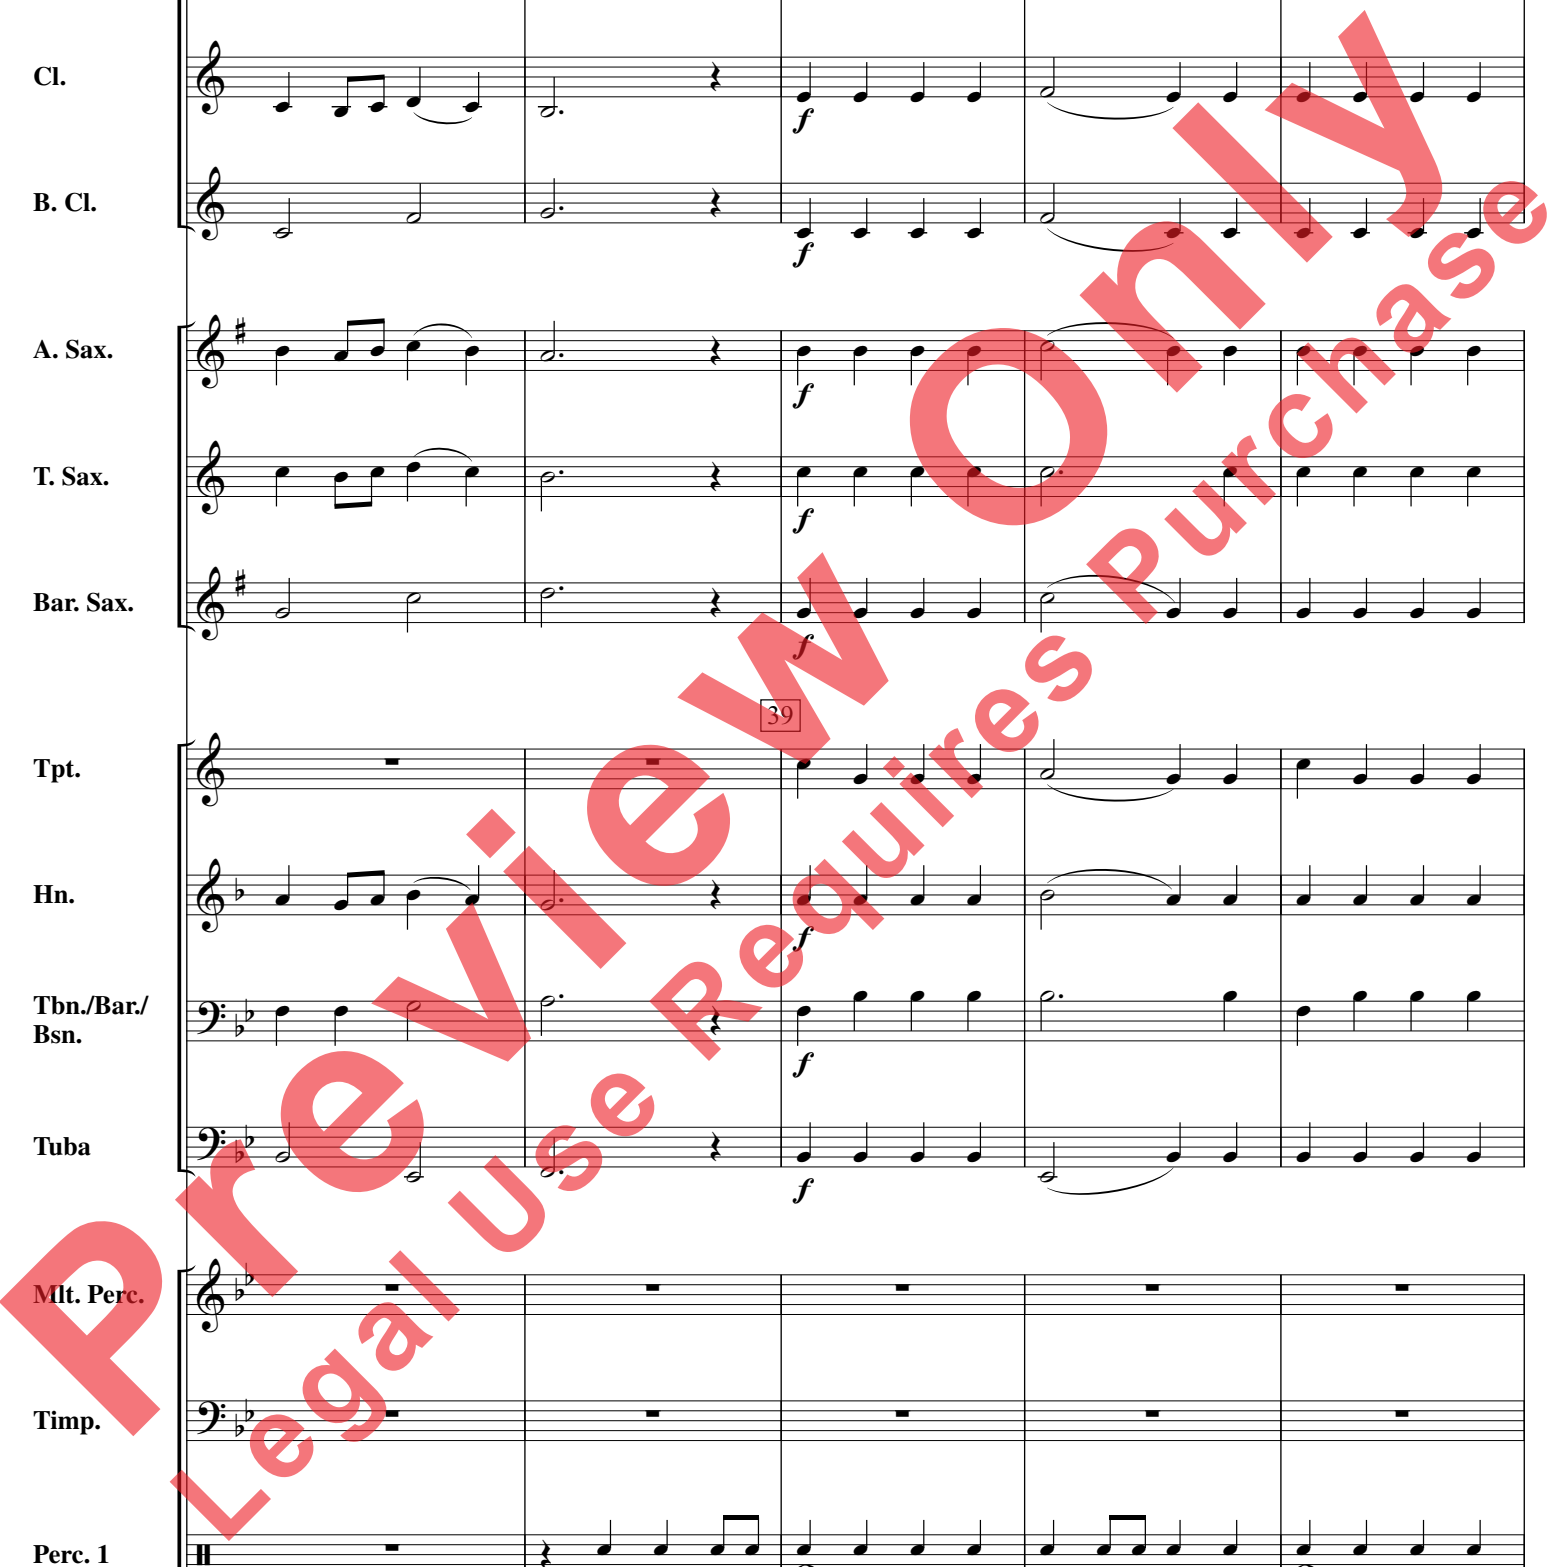 Cl.
f
B. Cl.
f
A. Sax.
f
T. Sax.
f
Bar. Sax.
f
39
Tpt.
Hn.
f
Tbn./Bar./
Bsn.
f
Tuba
f
Mlt. Perc.
Timp.
Perc. 1
Preview Only
Legal Use Requires Purchase